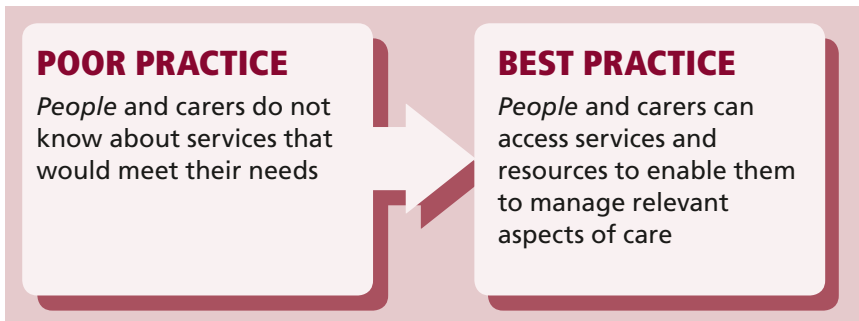 POOR PRACTICE
People and carers do not
know about services that
would meet their needs
BEST PRACTICE
People and carers can
access services and
resources to enable them
to manage relevant
aspects of care